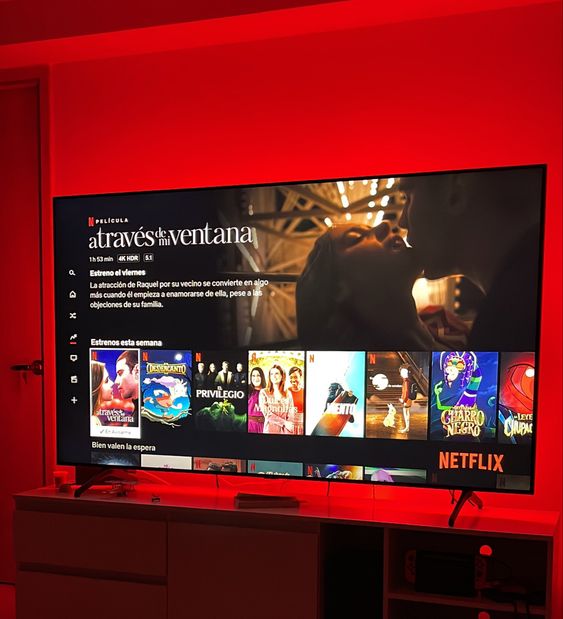 N PELÍCULA
a través de mi ventana
1 h 53 min 4K HDR 5.1
Estreno el viernes
La atracción de Raquel por su vecino se convierte en algo
más cuando él empieza a enamorarse de ella, pese a las
objeciones de su familia.
Estrenos esta semana
a través de mi ventana
DESENCANTO
EL PRIVILEGIO
CHARRO NEGRO
Bien valen la espera
NETFLIX